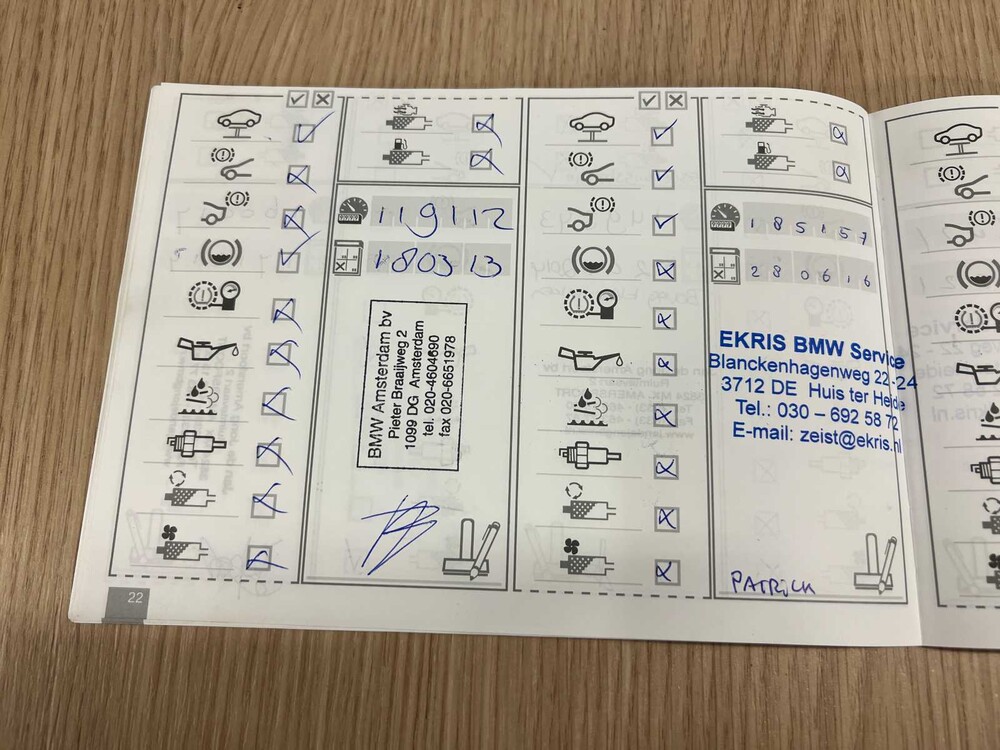 119112
180313
BMW Amsterdam bv
Pieter Braaijweg 2
1099 DG Amsterdam
tel. 020-4604690
fax 020-6651978
185157
280616
EKRIS BMW Service
Blanckenhagenweg 22-24
3712 DE Huis ter Heide
Tel.: 030 – 692 58 72
E-mail: zeist@ekris.nl
PATRICK
22